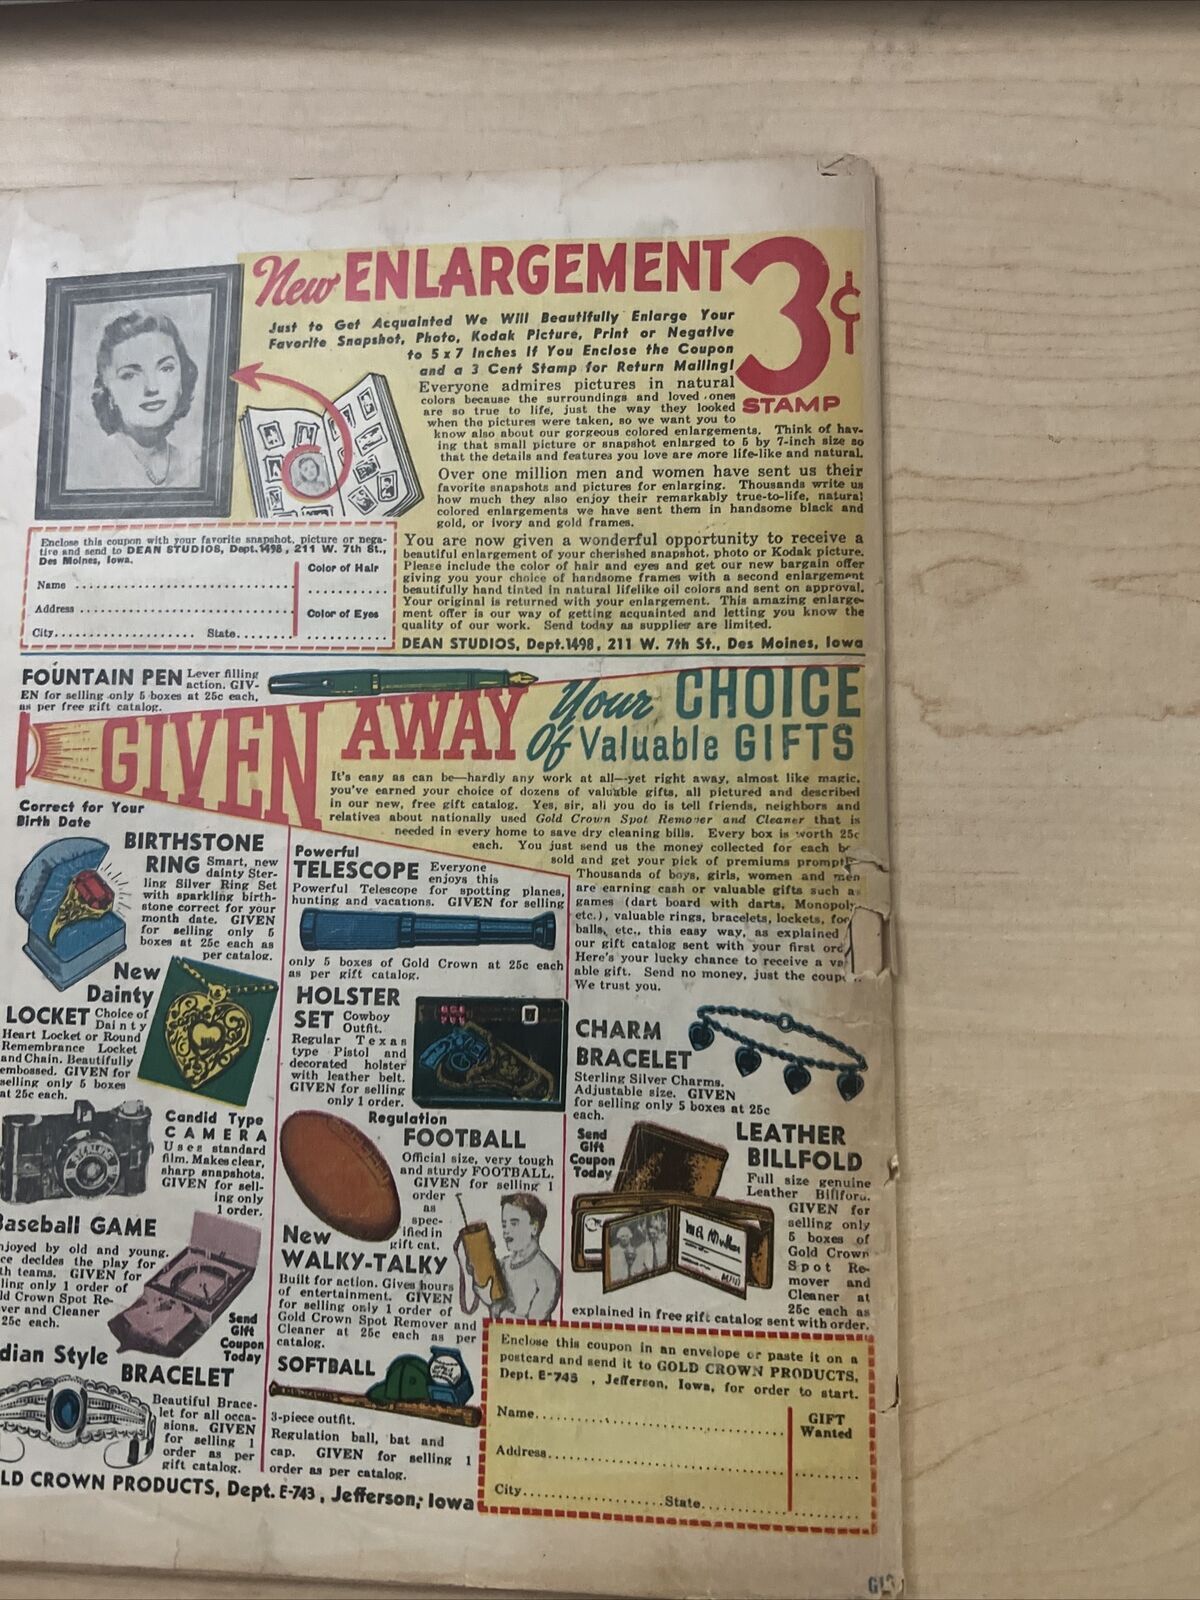 New ENLARGEMENT 3¢
STAMP
Just to Get Acquainted We Will Beautifully Enlarge Your
Favorite Snapshot, Photo, Kodak Picture, Print or Negative
to 5 x 7 Inches If You Enclose the Coupon
and a 3 Cent Stamp for Return Mailing!
Everyone admires pictures in natural
colors because the surroundings and loved ones
are so true to life, just the way they looked
when the pictures were taken, so we want you to
know also about our gorgeous colored enlargements. Think of hav-
ing that small picture or snapshot enlarged to 5 by 7-inch size so
that the details and features you love are more life-like and natural.
Over one million men and women have sent us their
favorite snapshots and pictures for enlarging. Thousands write us
how much they also enjoy their remarkably true-to-life, natural
colored enlargements we have sent them in handsome black and
gold, or ivory and gold frames.
You are now given a wonderful opportunity to receive a
beautiful enlargement of your cherished snapshot, photo or Kodak picture.
Please include the color of hair and eyes and get our new bargain offer
giving you your choice of handsome frames with a second enlargement
beautifully hand tinted in natural lifelike oil colors and sent on approval.
Your original is returned with your enlargement. This amazing enlarge-
ment offer is our way of getting acquainted and letting you know the
quality of our work. Send today as supplies are limited.
DEAN STUDIOS, Dept.1498, 211 W. 7th St., Des Moines, Iowa
Enclose this coupon with your favorite snapshot, picture or nega-
tive and send to DEAN STUDIOS, Dept.1498, 211 W. 7th St.,
Des Moines, Iowa.
Color of Hair
Name
Address
Color of Eyes
City State
FOUNTAIN PEN Lever filling
action. GIV-
EN for selling only 5 boxes at 25c each,
as per free gift catalog.
GIVEN AWAY Your CHOICE
Of Valuable GIFTS
It's easy as can be—hardly any work at all—yet right away, almost like magic,
you've earned your choice of dozens of valuable gifts, all pictured and described
in our new, free gift catalog. Yes, sir, all you do is tell friends, neighbors and
relatives about nationally used Gold Crown Spot Remover and Cleaner that is
needed in every home to save dry cleaning bills. Every box is worth 25c
each. You just send us the money collected for each
sold and get your pick of premiums
Thousands of boys, girls, women and men
are earning cash or valuable gifts such
games (dart board with darts, Monopoly
etc.), valuable rings, bracelets, lockets, foo
balls, etc., this easy way, as explained
our gift catalog sent with your first
Here's your lucky chance to receive a
able gift. Send no money, just the
We trust you.
Correct for Your
Birth Date
BIRTHSTONE
RING Smart, new
dainty Ster-
ling Silver Ring Set
with sparkling birth-
stone correct for your
month date. GIVEN
for selling only 5
boxes at 25c each as
per catalog.
New
Dainty
LOCKET Choice of
Dainty
Heart Locket or Round
Remembrance Locket
and Chain. Beautifully
embossed. GIVEN for
selling only 5 boxes
at 25c each.
Candid Type
CAMERA
Uses standard
film. Makes clear,
sharp snapshots.
GIVEN for sell-
ing only
1 order.
Baseball GAME
njoyed by old and young.
ce decides the play for
th teams. GIVEN for
ling only 1 order of
ld Crown Spot Re-
ver and Cleaner
25c each.
Send
Gift
Coupon
Today
dian Style
BRACELET
Beautiful Brace-
let for all occa-
sions. GIVEN
for selling 1
order as per
gift catalog.
Powerful
TELESCOPE Everyone
enjoys this
Powerful Telescope for spotting planes,
hunting and vacations. GIVEN for selling
only 5 boxes of Gold Crown at 25c each
as per gift catalog.
HOLSTER
SET Cowboy
Outfit.
Regular Texas
type Pistol and
decorated holster
with leather belt.
GIVEN for selling
only 1 order.
Regulation
FOOTBALL
Official size, very tough
and sturdy FOOTBALL.
GIVEN for selling 1
order
as
spec-
ified in
gift cat.
New
WALKY-TALKY
Built for action. Gives hours
of entertainment. GIVEN
for selling only 1 order of
Gold Crown Spot Remover and
Cleaner at 25c each as per
catalog.
SOFTBALL
3-piece outfit.
Regulation ball, bat and
cap. GIVEN for selling 1
order as per catalog.
CHARM
BRACELET
Sterling Silver Charms.
Adjustable size. GIVEN
for selling only 5 boxes at 25c
each.
Send
Gift
Coupon
Today
LEATHER
BILLFOLD
Full size genuine
Leather Billfold.
GIVEN for
selling only
5 boxes of
Gold Crown
Spot Re-
mover and
Cleaner at
25c each as
explained in free gift catalog sent with order.
Enclose this coupon in an envelope or paste it on a
postcard and send it to GOLD CROWN PRODUCTS,
Dept. E-743, Jefferson, Iowa, for order to start.
Name
GIFT
Wanted
Address
City State
LD CROWN PRODUCTS, Dept. E-743, Jefferson, Iowa